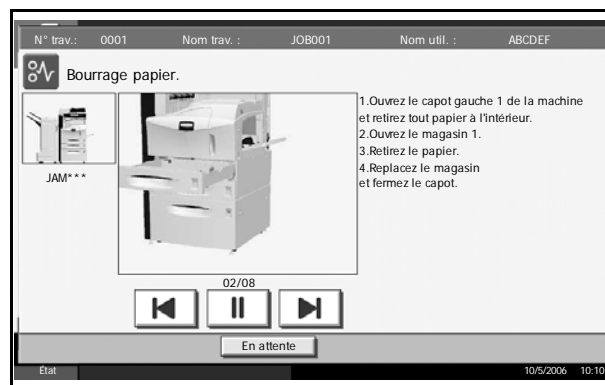 N° trav.: 0001 Nom trav. : JOB001 Nom util. : ABCDEF
Bourrage papier.
JAM***
1.Ouvrez le capot gauche 1 de la machine
et retirez tout papier à l'intérieur.
2.Ouvrez le magasin 1.
3.Retirez le papier.
4.Replacez le magasin
et fermez le capot.
02/08
En attente
État 10/5/2006 10:10